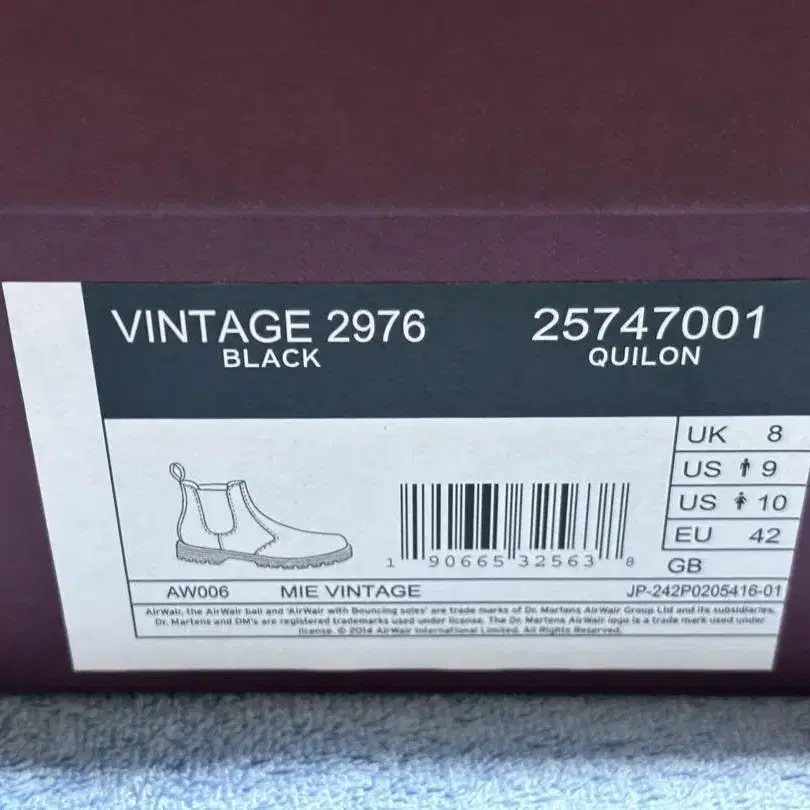 VINTAGE 2976
BLACK
25747001
QUILON
UK 8
US 9
US 10
EU 42
GB
1 90665 32563 8
AW006 MIE VINTAGE JP-242P0205416-01
AirWair, the AirWair ball and 'AirWair with Bouncing soles' are trade marks of Dr. Martens AirWair Group Ltd and its subsidiaries.
Dr. Martens and DM's are registered trademarks used under license. The Dr. Martens AirWair logo is a trade mark used under
license. © 2014 AirWair International Limited. All Rights Reserved.